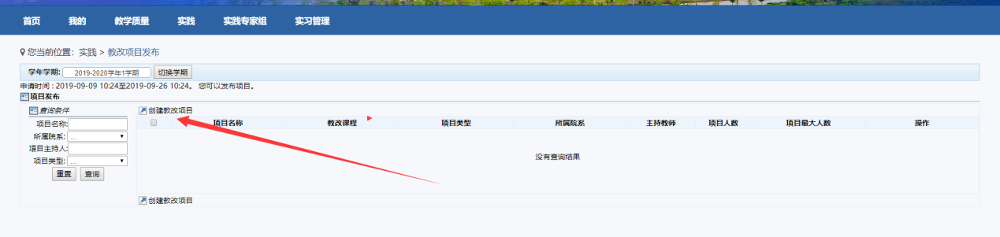 首页 我的 教学质量 实践 实践专家组 实习管理
您当前位置：实践 > 教改项目发布
学年学期: 2019-2020学年1学期 切换学期
申请时间 : 2019-09-09 10:24至2019-09-26 10:24。 您可以发布项目。
项目发布
查询条件
项目名称:
所属院系: ...
项目主持人:
项目类型: ...
重置 查询
创建教改项目
项目名称 教改课程 项目类型 所属院系 主持教师 项目人数 项目最大人数 操作
没有查询结果
创建教改项目